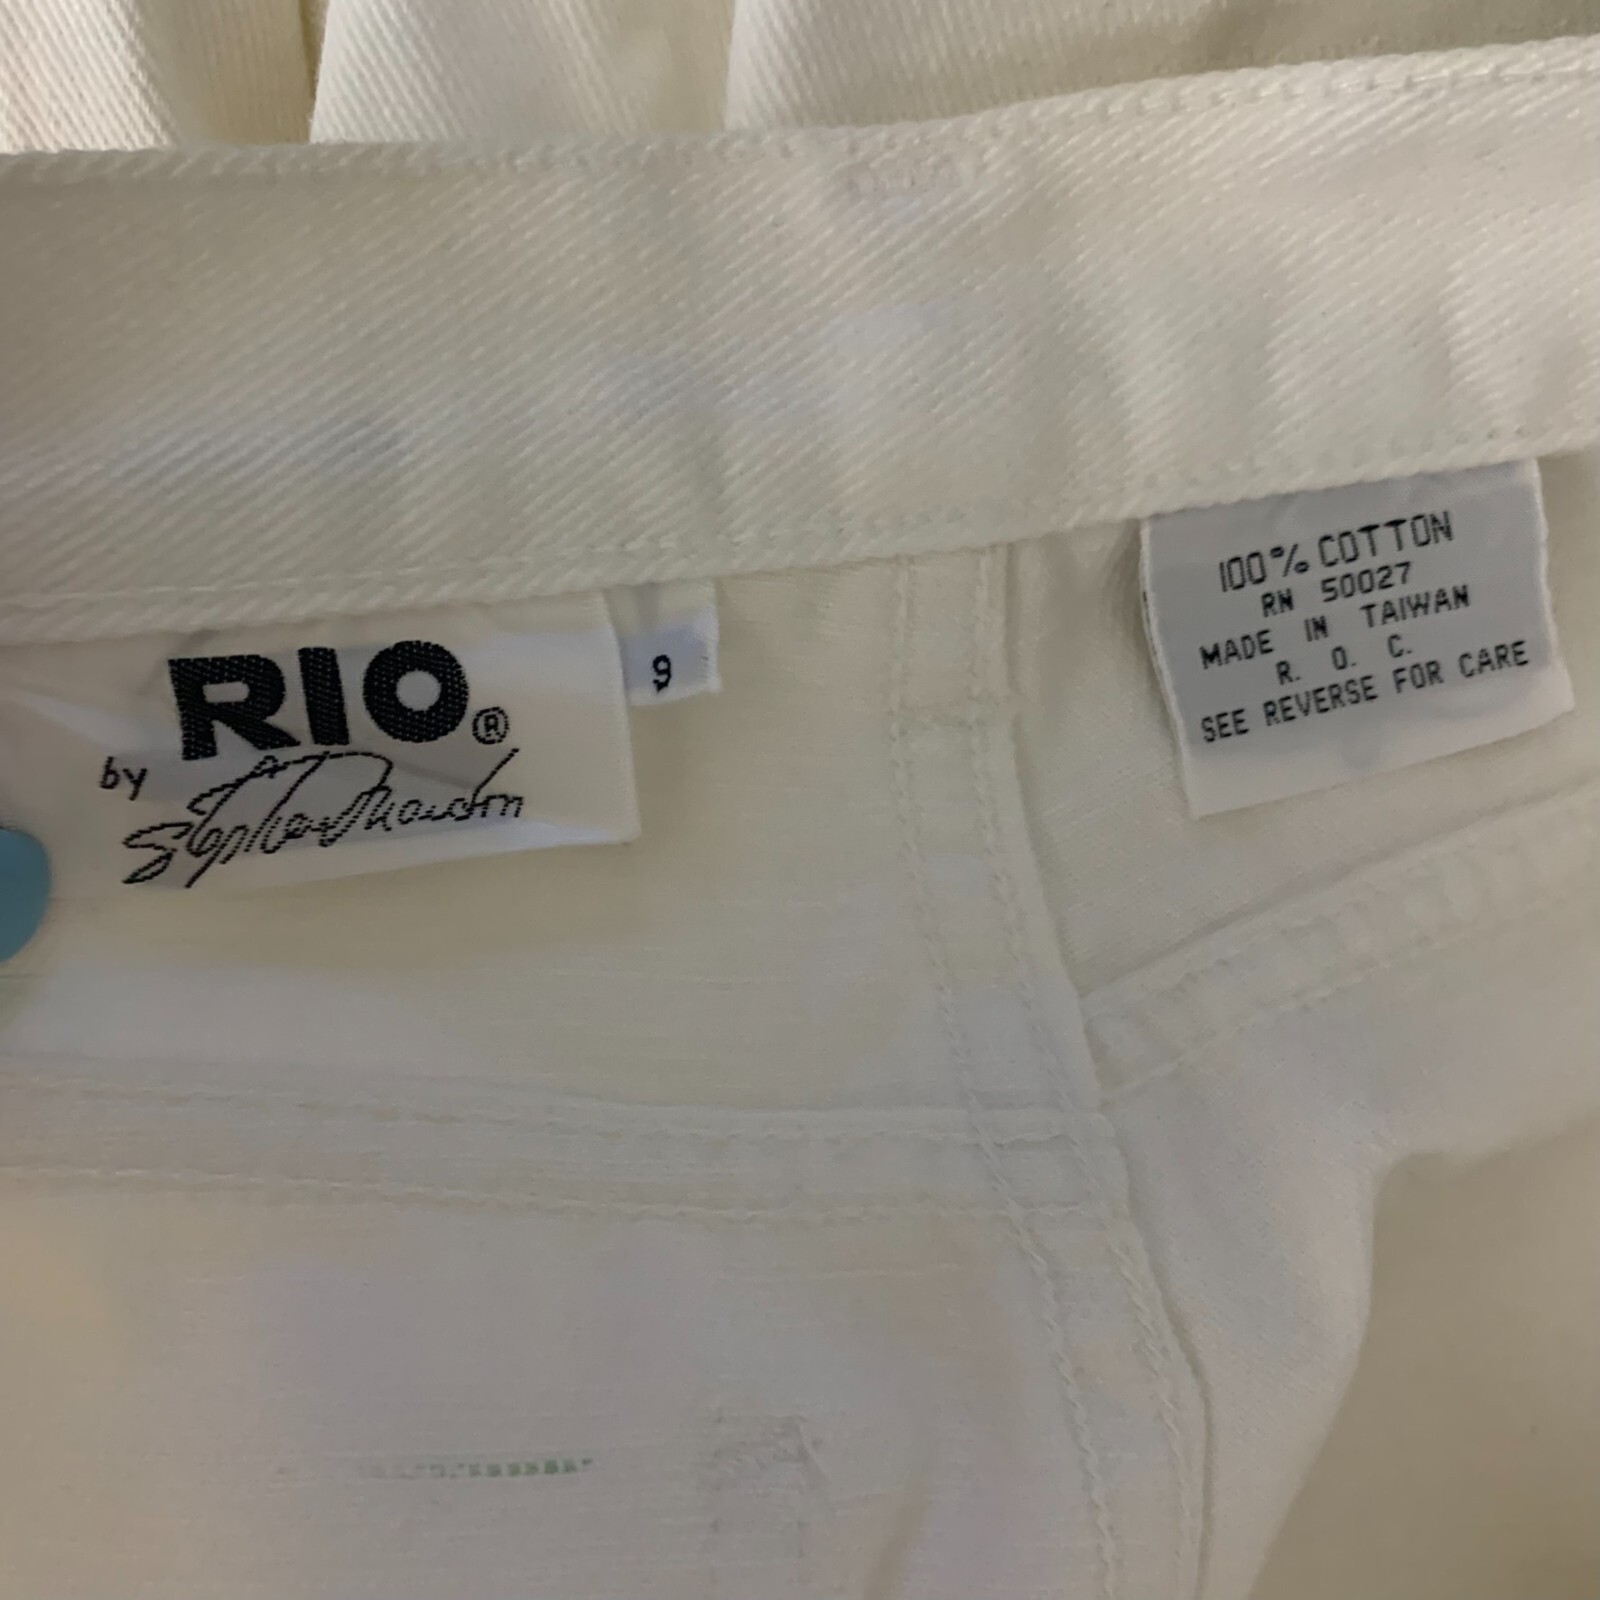 RIO®
by
9
100% COTTON
RN 50027
MADE IN TAIWAN
R. O. C.
SEE REVERSE FOR CARE